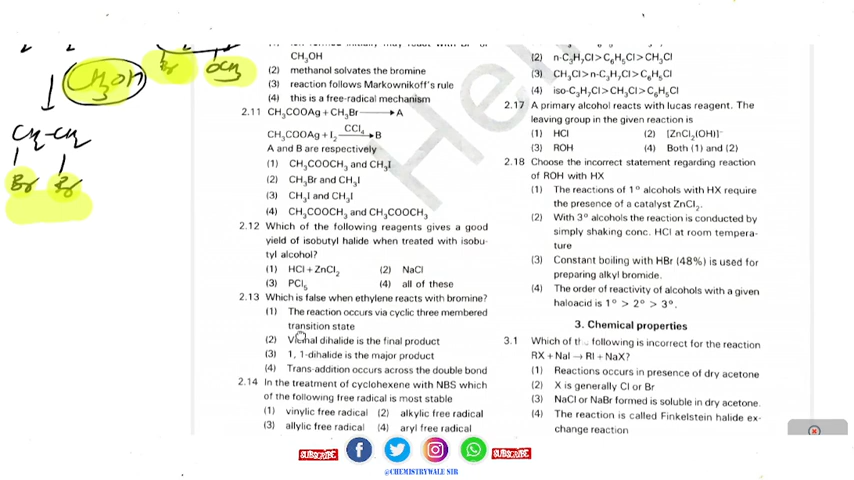 CH₃OH
Br
OCH₃
CH₂-CH₂
Br Br
CH₃OH
(2) methanol solvates the bromine
(3) reaction follows Markownikoff's rule
(4) this is a free-radical mechanism
2.11 CH₃COOAg + CH₃Br ⟶ A
CH₃COOAg + I₂ —CCl₄→ B
A and B are respectively
(1) CH₃COOCH₃ and CH₃I
(2) CH₃Br and CH₃I
(3) CH₃I and CH₃I
(4) CH₃COOCH₃ and CH₃COOCH₃
2.12 Which of the following reagents gives a good
yield of isobutyl halide when treated with isobu-
tyl alcohol?
(1) HCl + ZnCl₂ (2) NaCl
(3) PCl₅ (4) all of these
2.13 Which is false when ethylene reacts with bromine?
(1) The reaction occurs via cyclic three membered
transition state
(2) Vicinal dihalide is the final product
(3) 1, 1-dihalide is the major product
(4) Trans-addition occurs across the double bond
2.14 In the treatment of cyclohexene with NBS which
of the following free radical is most stable
(1) vinylic free radical (2) alkylic free radical
(3) allylic free radical (4) aryl free radical
(2) n-C₃H₇Cl>C₆H₅Cl>CH₃Cl
(3) CH₃Cl>n-C₃H₇Cl>C₆H₅Cl
(4) iso-C₃H₇Cl>CH₃Cl>C₆H₅Cl
2.17 A primary alcohol reacts with lucas reagent. The
leaving group in the given reaction is
(1) HCl (2) [ZnCl₂(OH)]⁻
(3) ROH (4) Both (1) and (2)
2.18 Choose the incorrect statement regarding reaction
of ROH with HX
(1) The reactions of 1° alcohols with HX require
the presence of a catalyst ZnCl₂.
(2) With 3° alcohols the reaction is conducted by
simply shaking conc. HCl at room tempera-
ture
(3) Constant boiling with HBr (48%) is used for
preparing alkyl bromide.
(4) The order of reactivity of alcohols with a given
haloacid is 1° > 2° > 3°.
3. Chemical properties
3.1 Which of the following is incorrect for the reaction
RX + NaI → RI + NaX?
(1) Reactions occurs in presence of dry acetone
(2) X is generally Cl or Br
(3) NaCl or NaBr formed is soluble in dry acetone.
(4) The reaction is called Finkelstein halide ex-
change reaction
SUBSCRIBE SUBSCRIBE
@CHEMISTRYWALE SIR